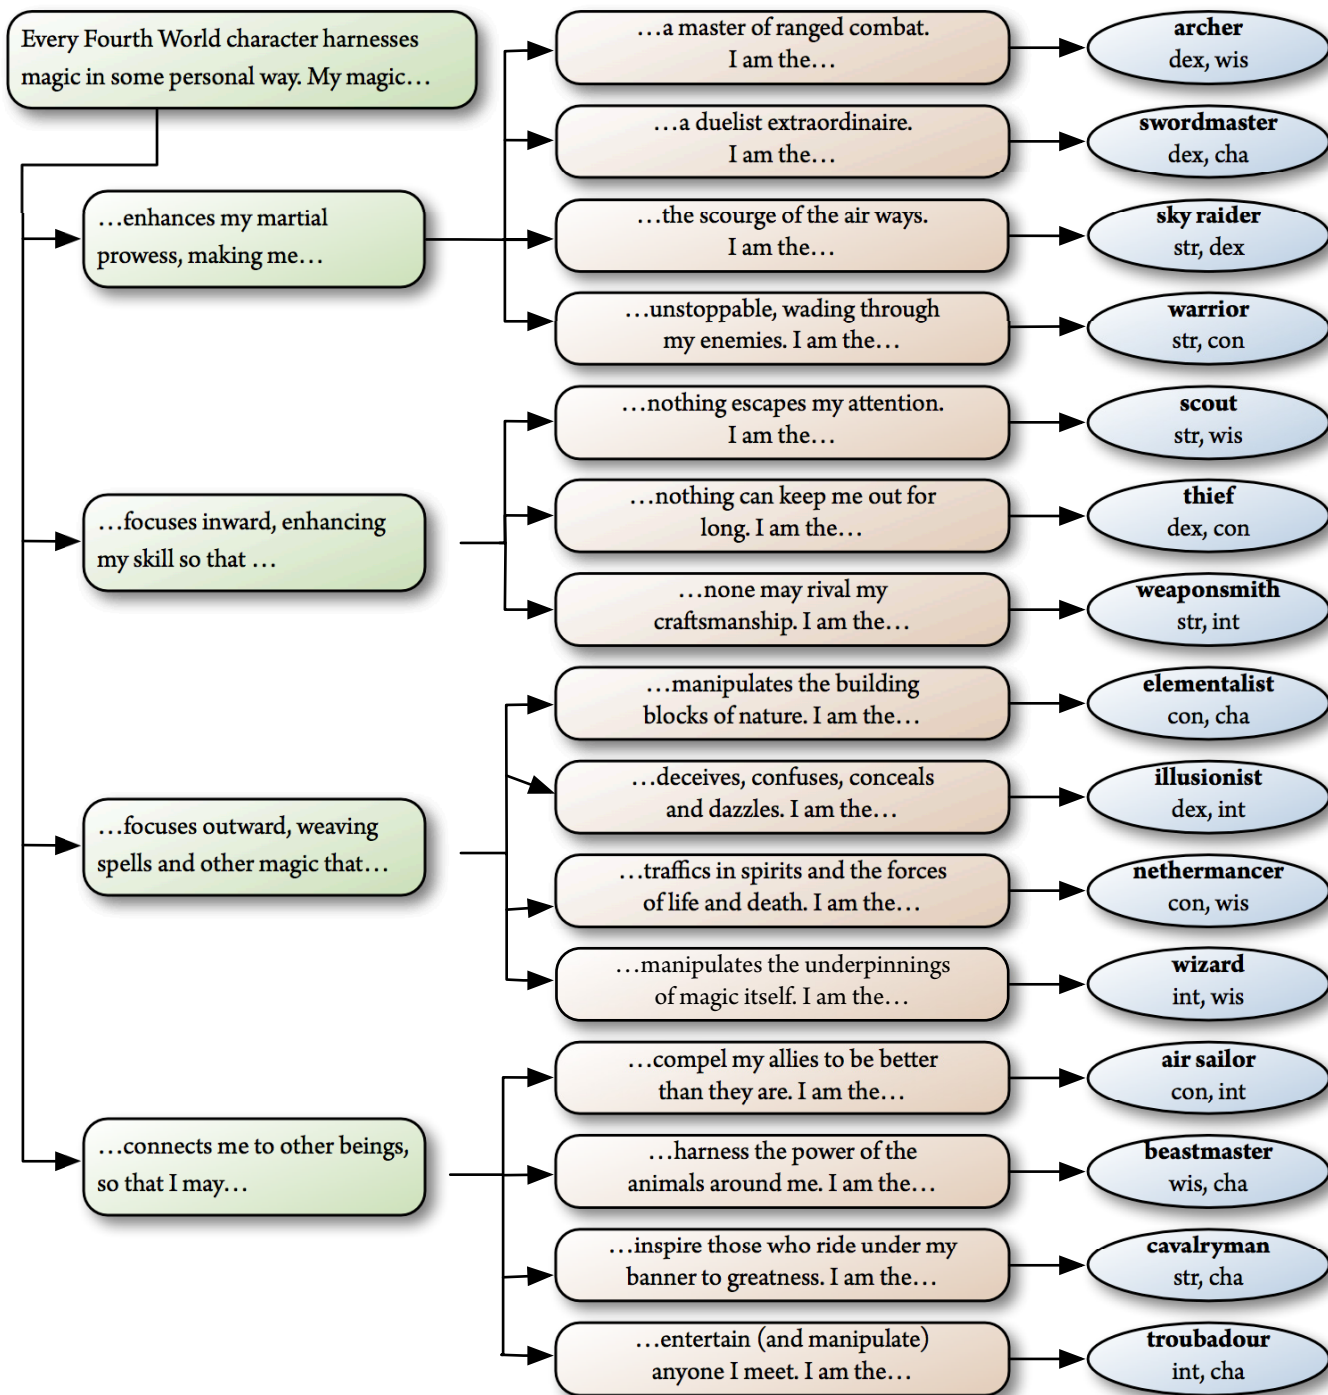 Every Fourth World character harnesses
magic in some personal way. My magic…
…enhances my martial
prowess, making me…
…a master of ranged combat.
I am the…
archer
dex, wis
…a duelist extraordinaire.
I am the…
swordmaster
dex, cha
…the scourge of the air ways.
I am the…
sky raider
str, dex
…unstoppable, wading through
my enemies. I am the…
warrior
str, con
…focuses inward, enhancing
my skill so that …
…nothing escapes my attention.
I am the…
scout
str, wis
…nothing can keep me out for
long. I am the…
thief
dex, con
…none may rival my
craftsmanship. I am the…
weaponsmith
str, int
…focuses outward, weaving
spells and other magic that…
…manipulates the building
blocks of nature. I am the…
elementalist
con, cha
…deceives, confuses, conceals
and dazzles. I am the…
illusionist
dex, int
…traffics in spirits and the forces
of life and death. I am the…
nethermancer
con, wis
…manipulates the underpinnings
of magic itself. I am the…
wizard
int, wis
…connects me to other beings,
so that I may…
…compel my allies to be better
than they are. I am the…
air sailor
con, int
…harness the power of the
animals around me. I am the…
beastmaster
wis, cha
…inspire those who ride under my
banner to greatness. I am the…
cavalryman
str, cha
…entertain (and manipulate)
anyone I meet. I am the…
troubadour
int, cha